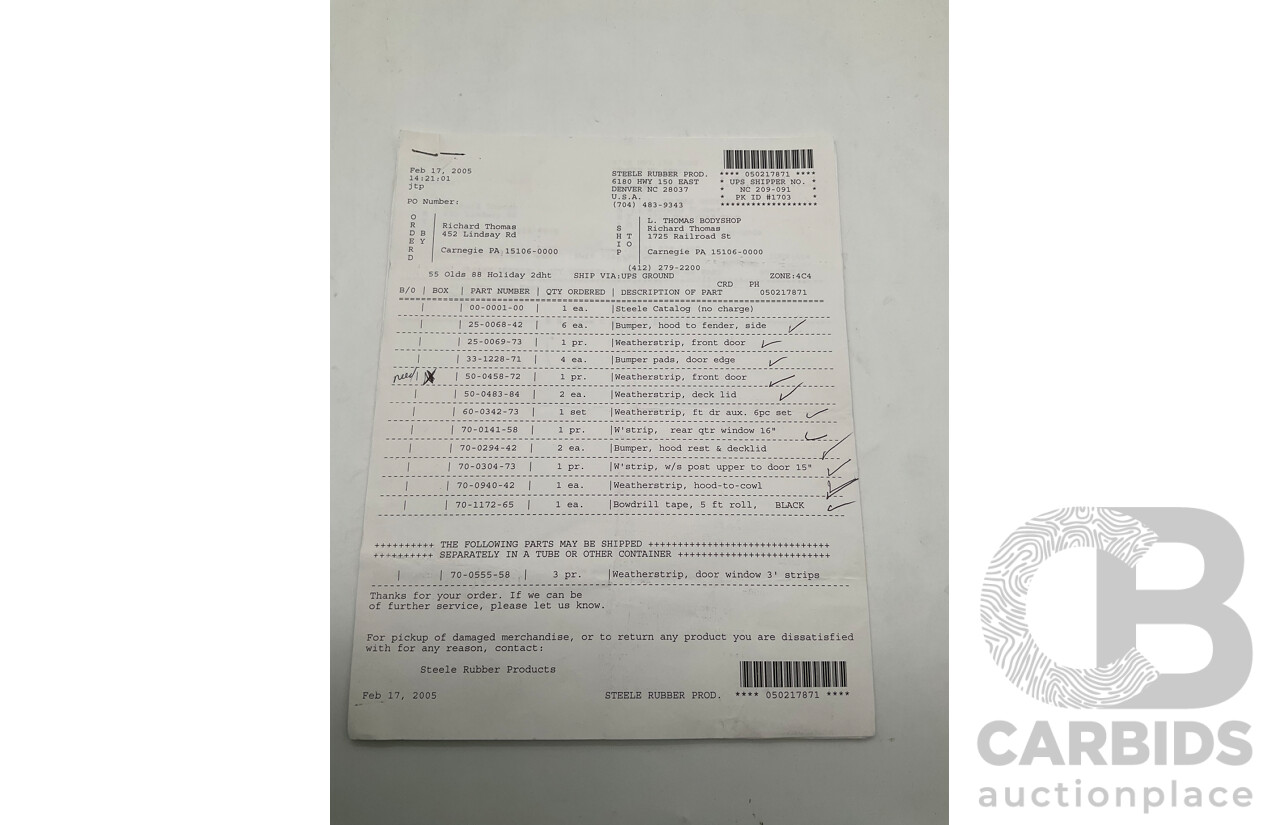 Feb 17, 2005
14:21:01
jtp
PO Number:
STEELE RUBBER PROD.
6180 HWY 150 EAST
DENVER NC 28037
U.S.A.
(704) 483-9343
**** 050217871 ****
* UPS SHIPPER NO. *
* NC 209-091 *
* PK ID #1703 *
*******************
ORDERED BY
Richard Thomas
452 Lindsay Rd
Carnegie PA 15106-0000
SHIP TO
L. THOMAS BODYSHOP
Richard Thomas
1725 Railroad St
Carnegie PA 15106-0000
(412) 279-2200
55 Olds 88 Holiday 2dht SHIP VIA:UPS GROUND ZONE:4C4
CRD PH
B/O | BOX | PART NUMBER | QTY ORDERED | DESCRIPTION OF PART 050217871
| | 00-0001-00 | 1 ea. |Steele Catalog (no charge)
| | 25-0068-42 | 6 ea. |Bumper, hood to fender, side
| | 25-0069-73 | 1 pr. |Weatherstrip, front door
| | 33-1228-71 | 4 ea. |Bumper pads, door edge
need | | 50-0458-72 | 1 pr. |Weatherstrip, front door
| | 50-0483-84 | 2 ea. |Weatherstrip, deck lid
| | 60-0342-73 | 1 set |Weatherstrip, ft dr aux. 6pc set
| | 70-0141-58 | 1 pr. |W'strip, rear qtr window 16"
| | 70-0294-42 | 2 ea. |Bumper, hood rest & decklid
| | 70-0304-73 | 1 pr. |W'strip, w/s post upper to door 15"
| | 70-0940-42 | 1 ea. |Weatherstrip, hood-to-cowl
| | 70-1172-65 | 1 ea. |Bowdrill tape, 5 ft roll, BLACK
++++++++++ THE FOLLOWING PARTS MAY BE SHIPPED ++++++++++++++++++++++++++++++
++++++++++ SEPARATELY IN A TUBE OR OTHER CONTAINER +++++++++++++++++++++++++
| | 70-0555-58 | 3 pr. |Weatherstrip, door window 3' strips
Thanks for your order. If we can be
of further service, please let us know.
For pickup of damaged merchandise, or to return any product you are dissatisfied
with for any reason, contact:
Steele Rubber Products
Feb 17, 2005 STEELE RUBBER PROD. **** 050217871 ****
CB
CARBIDS
auctionplace